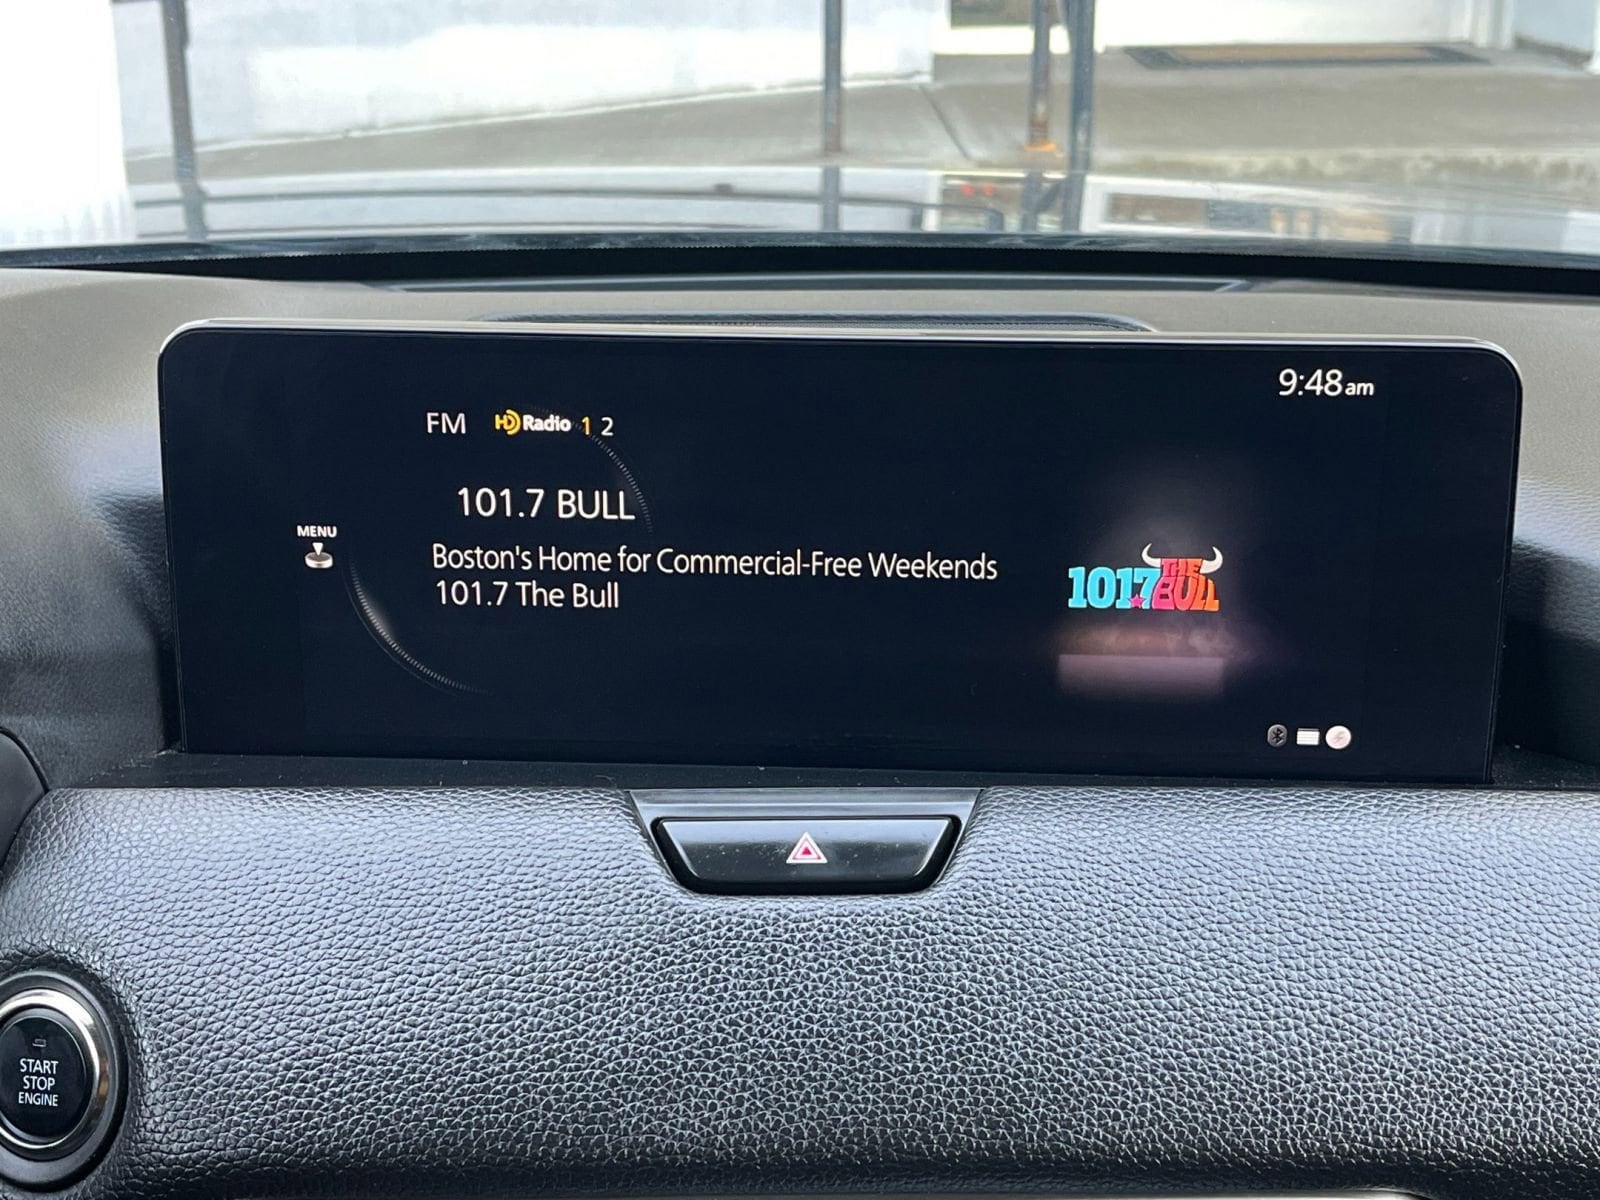 9:48am
FM HD Radio 1 2
101.7 BULL
MENU
Boston's Home for Commercial-Free Weekends
101.7 The Bull
101.7 THE BULL
START
STOP
ENGINE